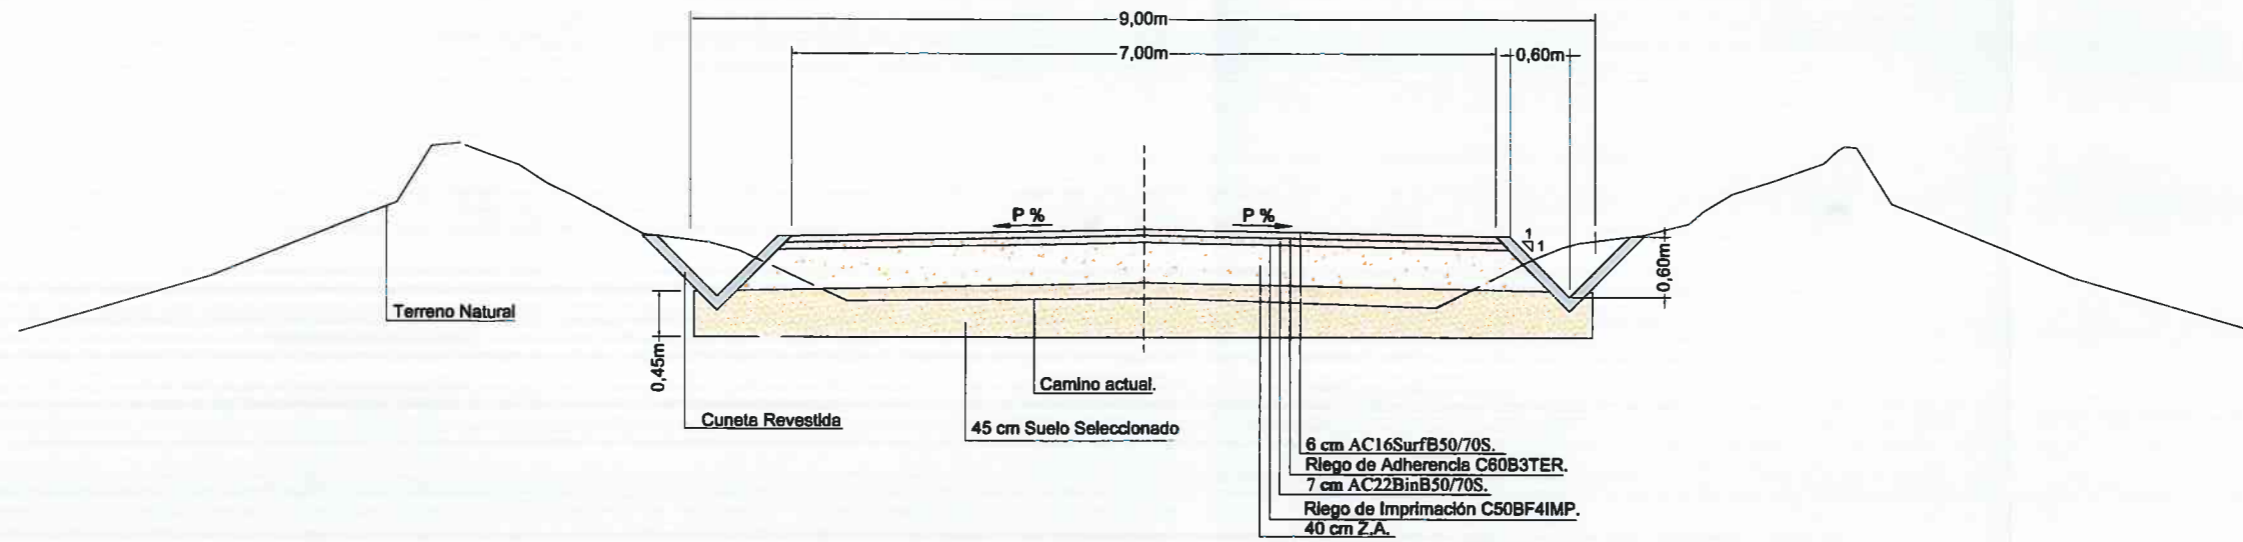 9,00m
7,00m
0,60m
P %
P %
1
1
0,60m
Terreno Natural
0,45m
Camino actual.
Cuneta Revestida
45 cm Suelo Seleccionado
6 cm AC16SurfB50/70S.
Riego de Adherencia C60B3TER.
7 cm AC22BinB50/70S.
Riego de Imprimación C50BF4IMP.
40 cm Z.A.